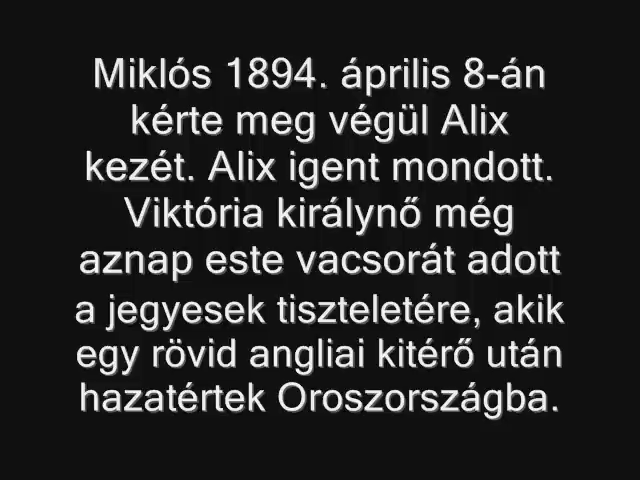 Miklós 1894. április 8-án
kérte meg végül Alix
kezét. Alix igent mondott.
Viktória királynő még
aznap este vacsorát adott
a jegyesek tiszteletére, akik
egy rövid angliai kitérő után
hazatértek Oroszországba.